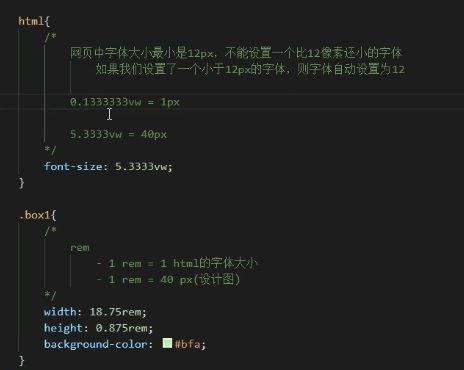 html{
/*
网页中字体大小最小是12px，不能设置一个比12像素还小的字体
如果我们设置了一个小于12px的字体，则字体自动设置为12
0.1333333vw = 1px
5.3333vw = 40px
*/
font-size: 5.3333vw;
}
.box1{
/*
rem
- 1 rem = 1 html的字体大小
- 1 rem = 40 px(设计图)
*/
width: 18.75rem;
height: 0.875rem;
background-color: #bfa;
}